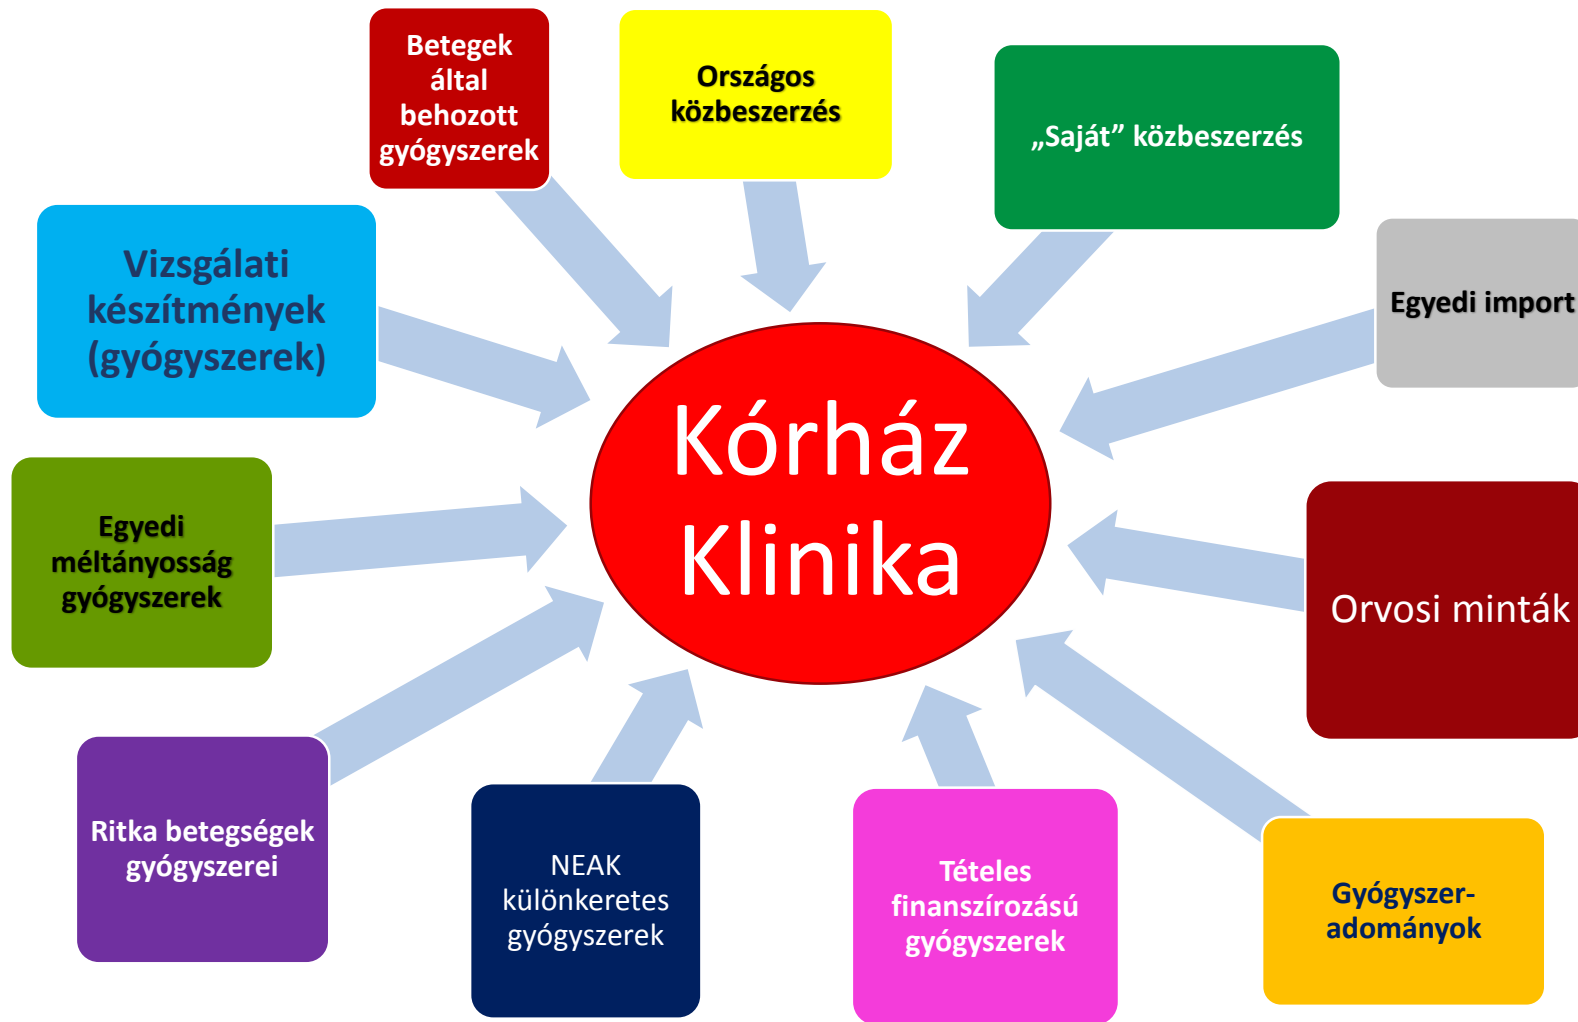 Betegek
által
behozott
gyógyszerek
Országos
közbeszerzés
„Saját” közbeszerzés
Egyedi import
Orvosi minták
Gyógyszer-
adományok
Tételes
finanszírozású
gyógyszerek
NEAK
különkeretes
gyógyszerek
Ritka betegségek
gyógyszerei
Egyedi
méltányosság
gyógyszerek
Vizsgálati
készítmények
(gyógyszerek)
Kórház
Klinika